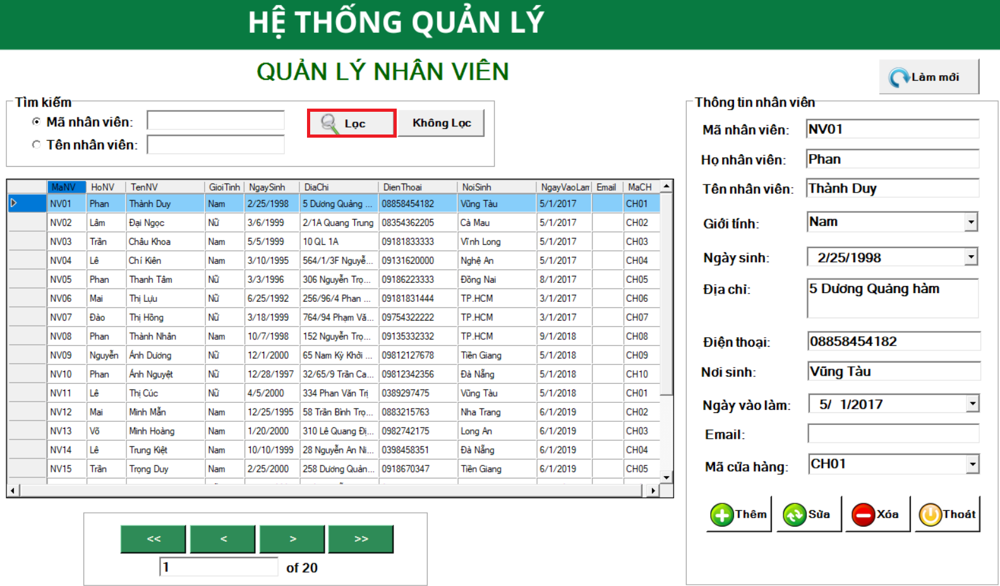 HỆ THỐNG QUẢN LÝ
QUẢN LÝ NHÂN VIÊN
Làm mới
Tìm kiếm
Mã nhân viên:
Lọc
Không Lọc
Tên nhân viên:
MaNV HoNV TenNV GioiTinh NgaySinh DiaChi DienThoai NoiSinh NgayVaoLam Email MaCH
NV01 Phan Thành Duy Nam 2/25/1998 5 Dương Quảng ... 08858454182 Vũng Tàu 5/1/2017 CH01
NV02 Lâm Đại Ngọc Nữ 3/6/1999 2/1A Quang Trung 08354362205 Cà Mau 5/1/2017 CH02
NV03 Trần Châu Khoa Nam 5/5/1999 10 QL 1A 09181833333 Vĩnh Long 5/1/2017 CH03
NV04 Lê Chí Kiên Nam 3/10/1995 564/1/3F Nguyễ... 09131620000 Nghệ An 5/1/2017 CH04
NV05 Phan Thanh Tâm Nữ 3/3/1996 306 Nguyễn Trọ... 09186223333 Đồng Nai 8/1/2017 CH05
NV06 Mai Thị Lựu Nữ 6/25/1992 256/96/4 Phan ... 09181831444 TP.HCM 3/1/2017 CH06
NV07 Đào Thị Hồng Nữ 3/18/1999 764/94 Phạm Vă... 09754322222 TP.HCM 3/1/2017 CH07
NV08 Phan Thành Nhân Nam 10/7/1998 152 Nguyễn Trọ... 09135332332 TP.HCM 9/1/2018 CH08
NV09 Nguyễn Ánh Dương Nữ 12/1/2000 65 Nam Kỳ Khởi ... 09812127678 Tiền Giang 5/1/2018 CH09
NV10 Phan Ánh Nguyệt Nữ 12/28/1997 32/65/9 Trần Ca... 09812342356 Đà Nẵng 5/1/2018 CH10
NV11 Lê Thị Cúc Nữ 4/5/2000 334 Phan Văn Trị 0389297475 Vũng Tàu 5/1/2018 CH01
NV12 Mai Minh Mẫn Nam 12/25/1995 58 Trần Bình Trọ... 0883215763 Nha Trang 6/1/2019 CH02
NV13 Võ Minh Hoàng Nam 1/20/2000 310 Lê Quang Đị... 0982742175 Long An 6/1/2019 CH03
NV14 Lê Trung Kiệt Nam 10/10/1999 28 Nguyễn An Ni... 0398458351 Đà Nẵng 6/1/2019 CH04
NV15 Trần Trọng Duy Nam 2/25/2000 258 Dương Quản... 0918670347 Tiền Giang 6/1/2019 CH05
<< < > >>
1 of 20
Thông tin nhân viên
Mã nhân viên: NV01
Họ nhân viên: Phan
Tên nhân viên: Thành Duy
Giới tính: Nam
Ngày sinh: 2/25/1998
Địa chỉ: 5 Dương Quảng hàm
Điện thoại: 08858454182
Nơi sinh: Vũng Tàu
Ngày vào làm: 5/ 1/2017
Email:
Mã cửa hàng: CH01
Thêm Sửa Xóa Thoát